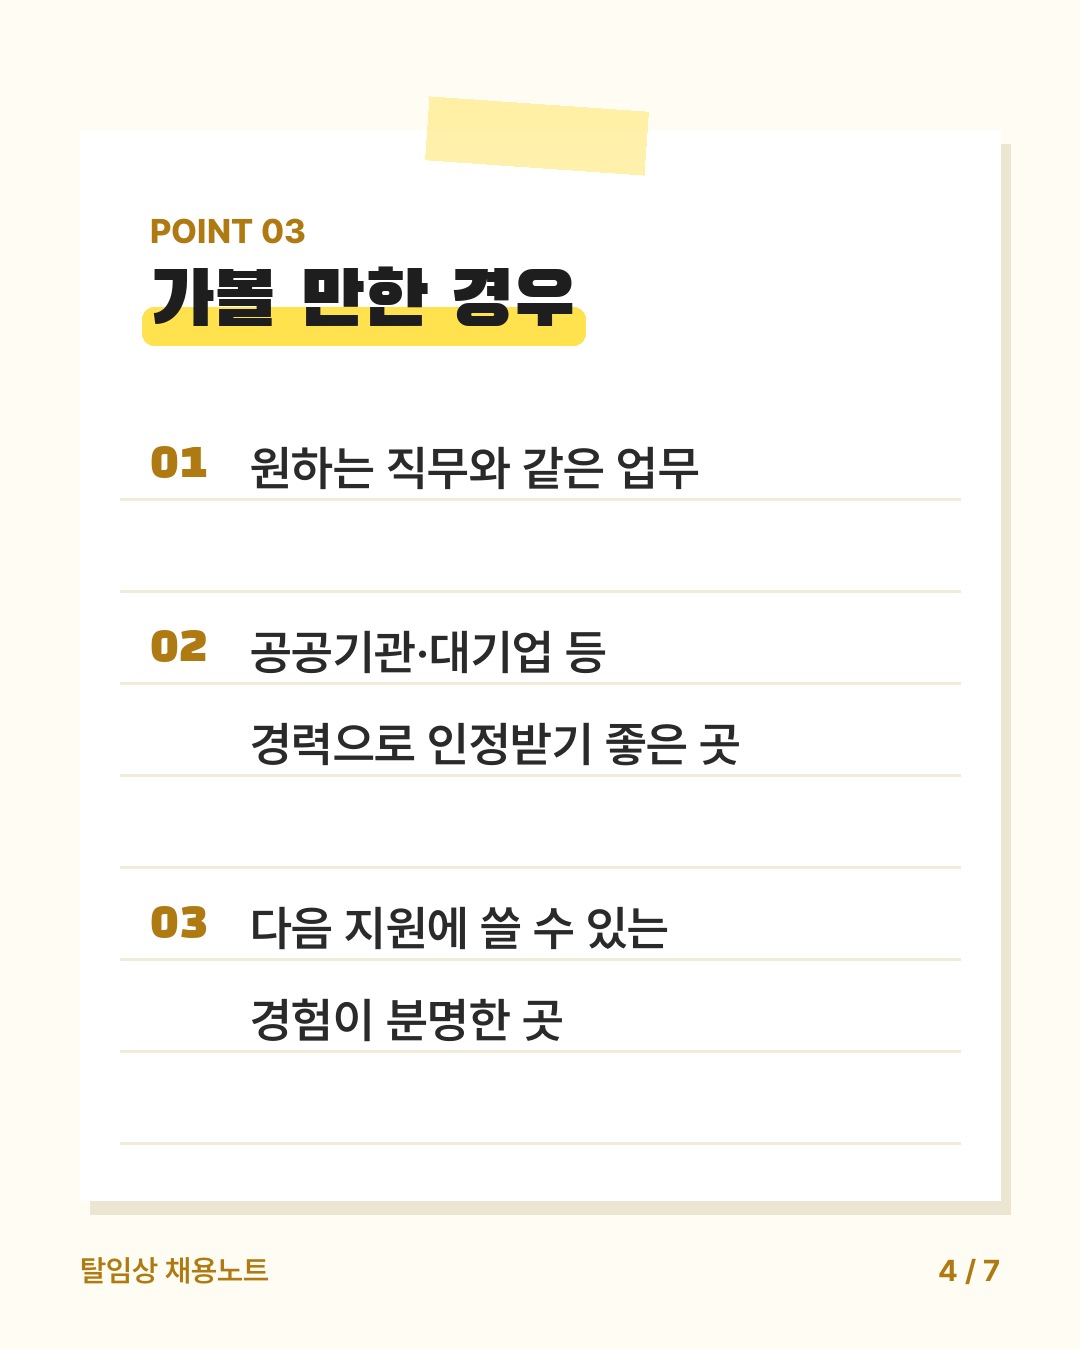 POINT 03
가볼 만한 경우
01 원하는 직무와 같은 업무
02 공공기관·대기업 등
경력으로 인정받기 좋은 곳
03 다음 지원에 쓸 수 있는
경험이 분명한 곳
탈임상 채용노트
4 / 7